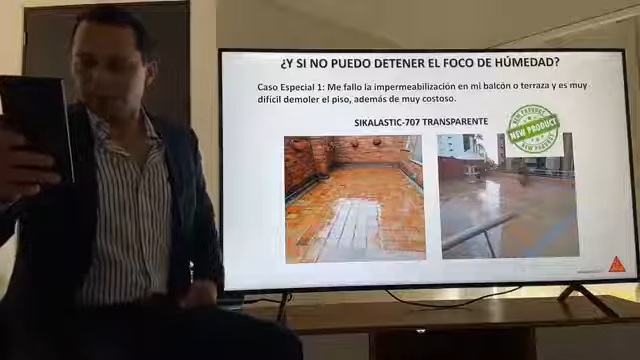 ¿Y SI NO PUEDO DETENER EL FOCO DE HÚMEDAD?
Caso Especial 1: Me fallo la impermeabilización en mi balcón o terraza y es muy
difícil demoler el piso, además de muy costoso.
SIKALASTIC-707 TRANSPARENTE
NEW PRODUCT